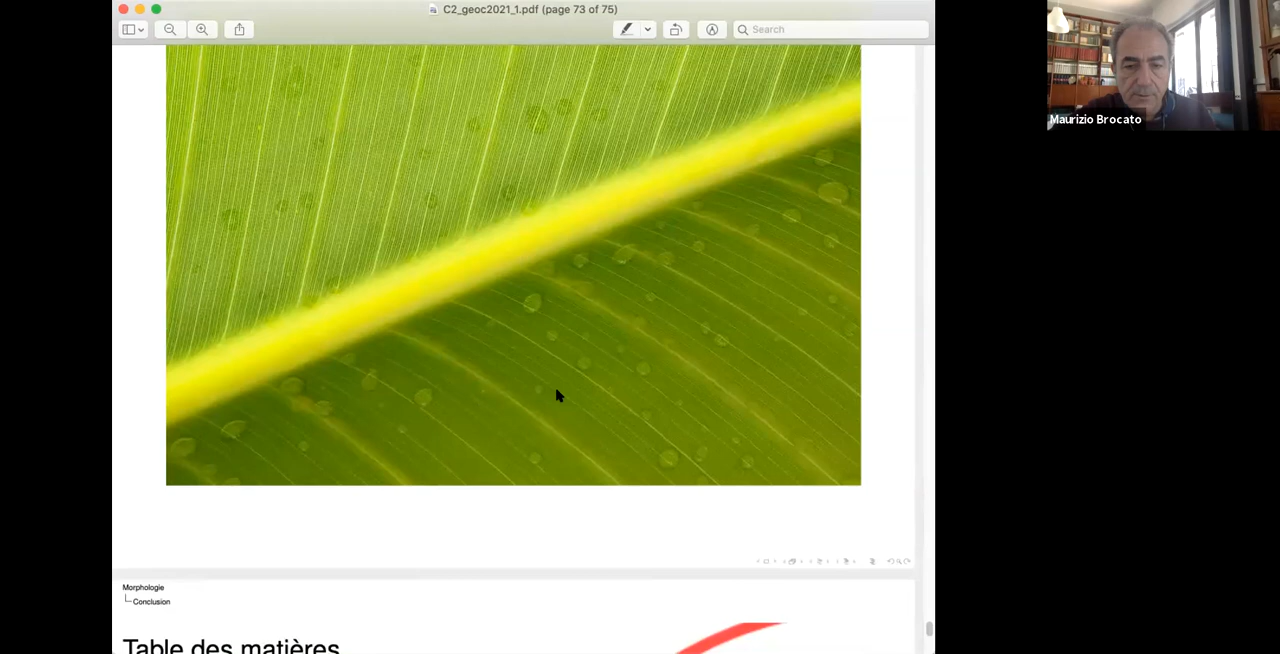 C2_geoc2021_1.pdf (page 73 of 75)
Search
Maurizio Brocato
Morphologie
Conclusion
Table des matières